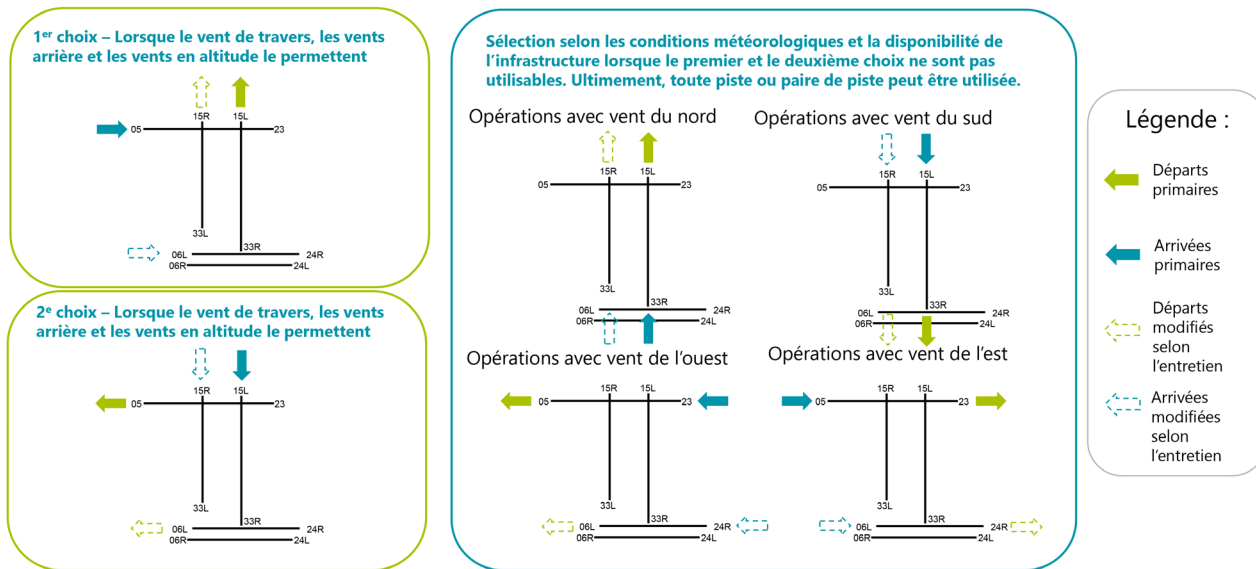 1er choix – Lorsque le vent de travers, les vents
arrière et les vents en altitude le permettent
15R 15L
05 23
33L
33R
06L 24R
06R 24L
2e choix – Lorsque le vent de travers, les vents
arrière et les vents en altitude le permettent
15R 15L
05 23
33L
33R
06L 24R
06R 24L
Sélection selon les conditions météorologiques et la disponibilité de
l’infrastructure lorsque le premier et le deuxième choix ne sont pas
utilisables. Ultimement, toute piste ou paire de piste peut être utilisée.
Opérations avec vent du nord
15R 15L
05 23
33L
33R
06L 24R
06R 24L
Opérations avec vent du sud
15R 15L
05 23
33L
33R
06L 24R
06R 24L
Opérations avec vent de l’ouest
15R 15L
05 23
33L
33R
06L 24R
06R 24L
Opérations avec vent de l’est
15R 15L
05 23
33L
33R
06L 24R
06R 24L
Légende :
Départs
primaires
Arrivées
primaires
Départs
modifiés
selon
l’entretien
Arrivées
modifiées
selon
l’entretien